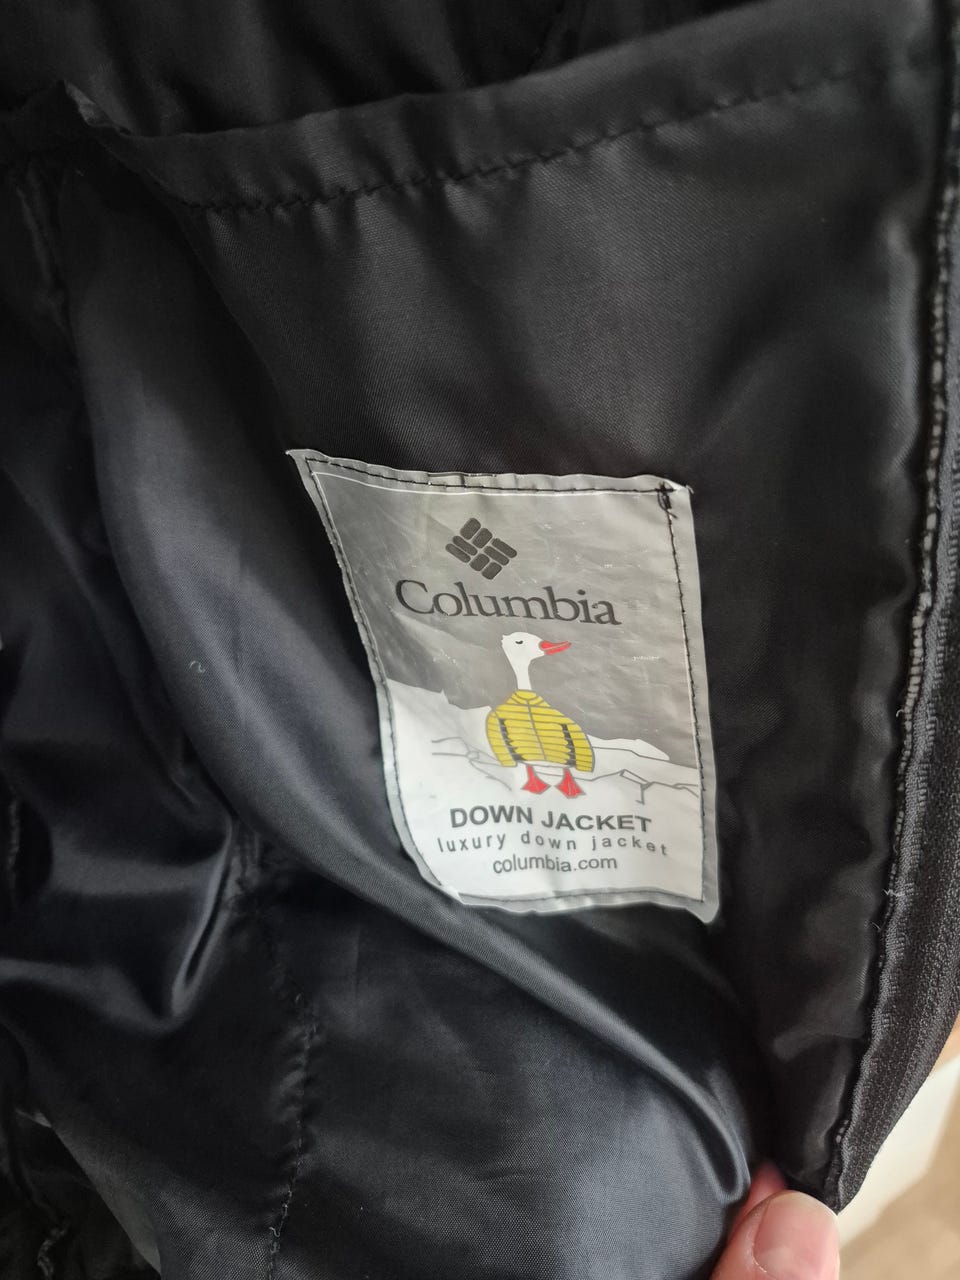 Columbia
DOWN JACKET
luxury down jacket
columbia.com